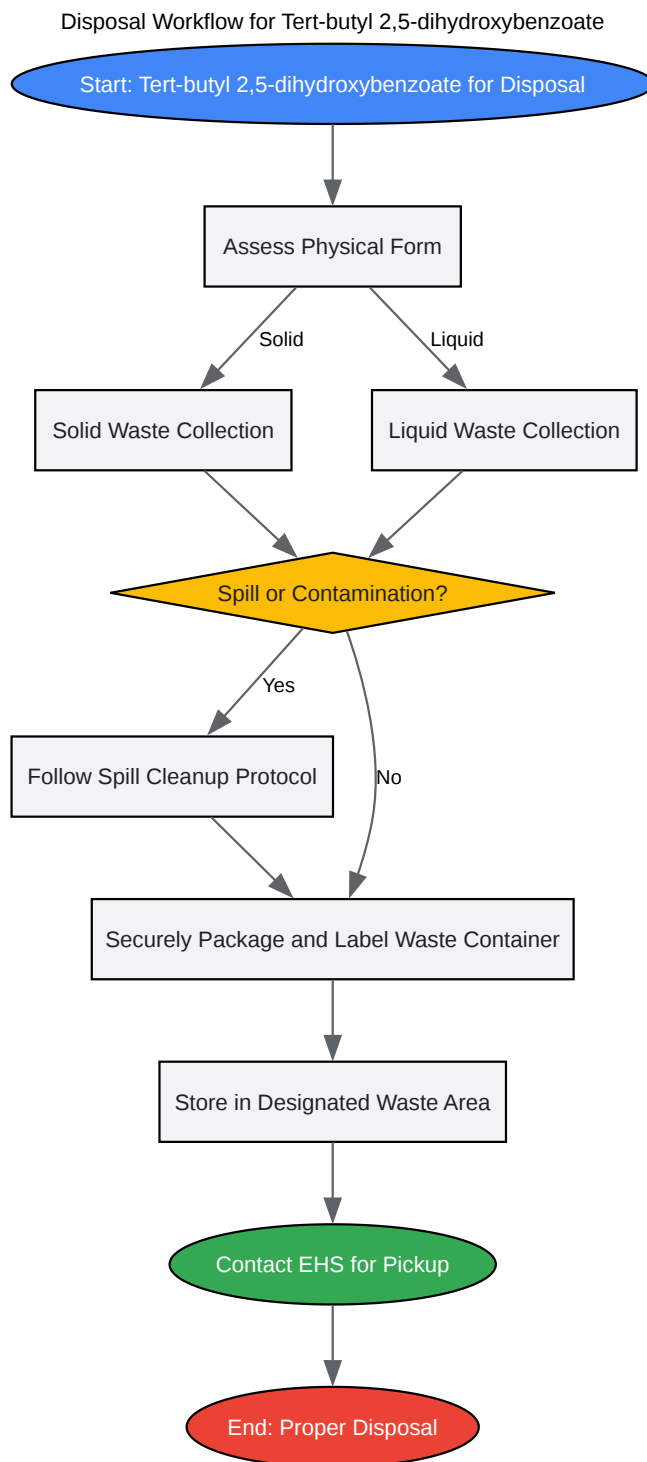 Disposal Workflow for Tert-butyl 2,5-dihydroxybenzoate
Start: Tert-butyl 2,5-dihydroxybenzoate for Disposal
Assess Physical Form
Solid
Liquid
Solid Waste Collection
Liquid Waste Collection
Spill or Contamination?
Yes
Follow Spill Cleanup Protocol
No
Securely Package and Label Waste Container
Store in Designated Waste Area
Contact EHS for Pickup
End: Proper Disposal